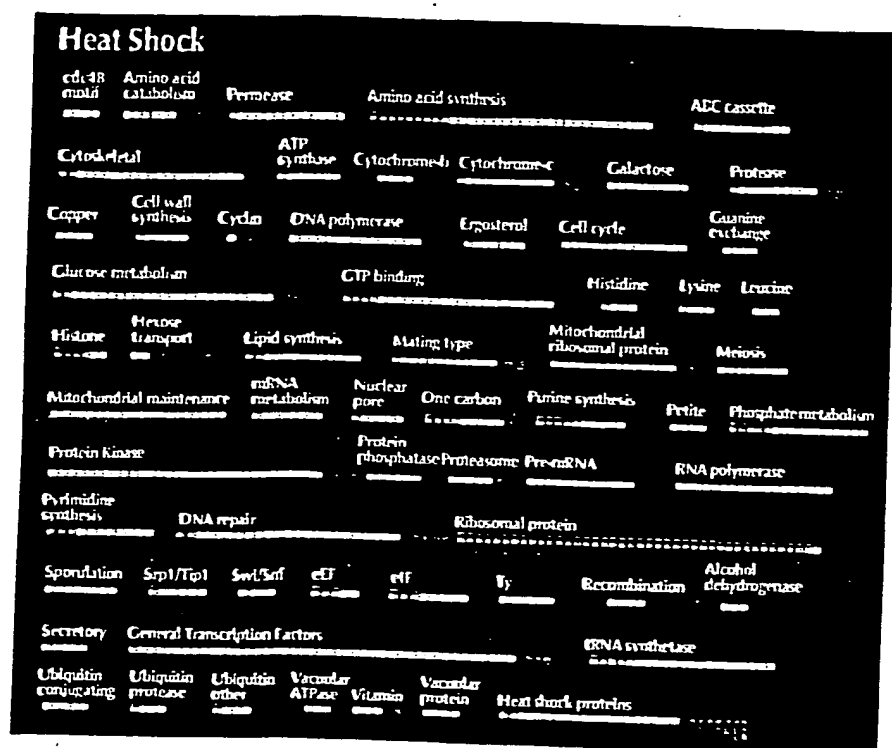 Heat Shock
cdc48 motif Amino acid catabolism Permease Amino acid synthesis ABC cassette
Cytoskeletal ATP synthase Cytochrome-b Cytochrome-c Galactose Protease
Copper Cell wall synthesis Cyclin DNA polymerase Ergosterol Cell cycle Guanine exchange
Glucose metabolism GTP binding Histidine Lysine Leucine
Histone Hexose transport Lipid synthesis Mating type Mitochondrial ribosomal protein Meiosis
Mitochondrial maintenance mRNA metabolism Nuclear pore One carbon Purine synthesis Petite Phosphate metabolism
Protein Kinase Protein phosphatase Proteasome Pre-mRNA RNA polymerase
Pyrimidine synthesis DNA repair Ribosomal protein
Sporulation Srp1/Tip1 Swi/Snf eEF eIF Ty Recombination Alcohol dehydrogenase
Secretory General Transcription Factors tRNA synthetase
Ubiquitin conjugating Ubiquitin protease Ubiquitin other Vacuolar ATPase Vitamin Vacuolar protein Heat shock proteins